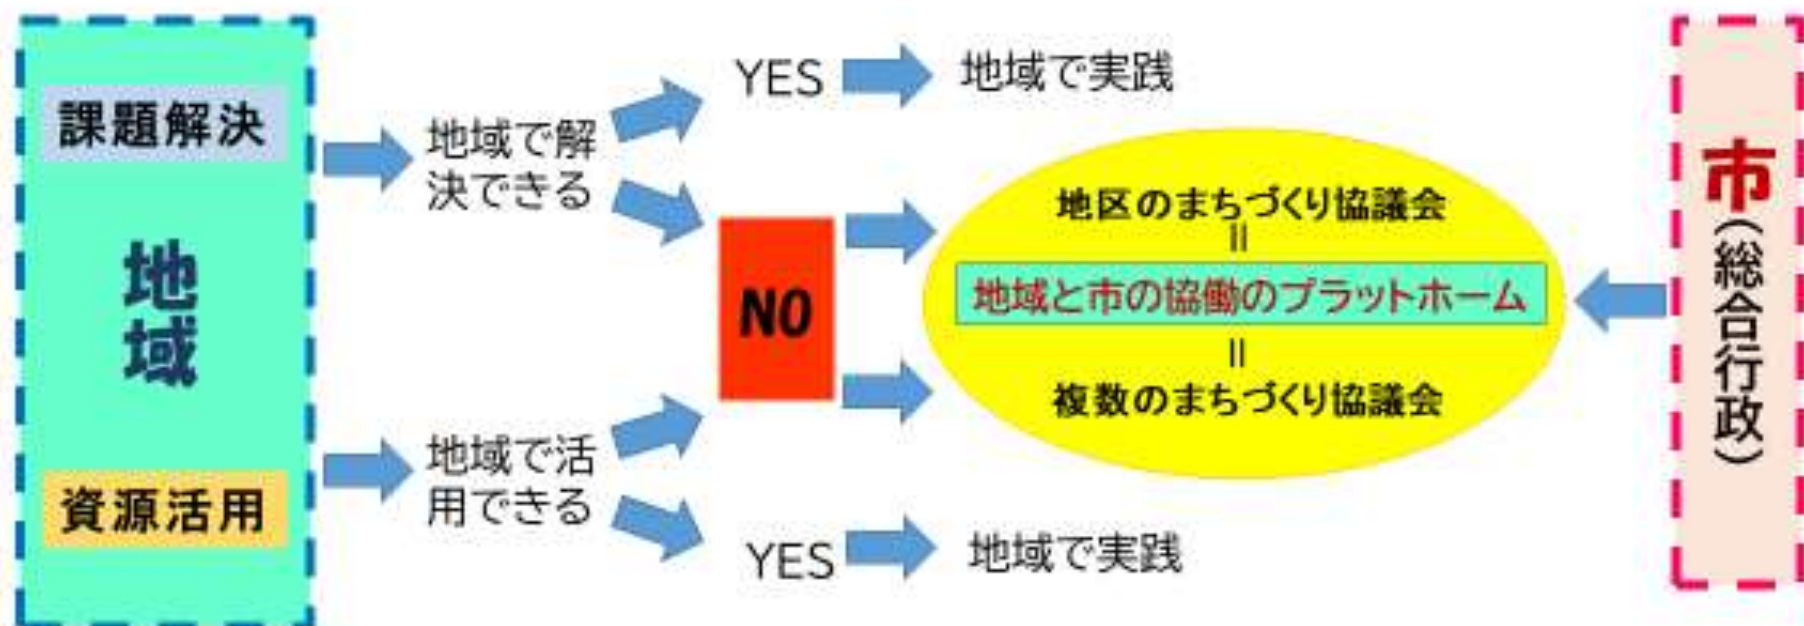 課題解決
地域
資源活用
地域で解
決できる
YES
地域で実践
NO
地域で活
用できる
YES
地域で実践
地区のまちづくり協議会
||
地域と市の協働のプラットホーム
||
複数のまちづくり協議会
市(総合行政)